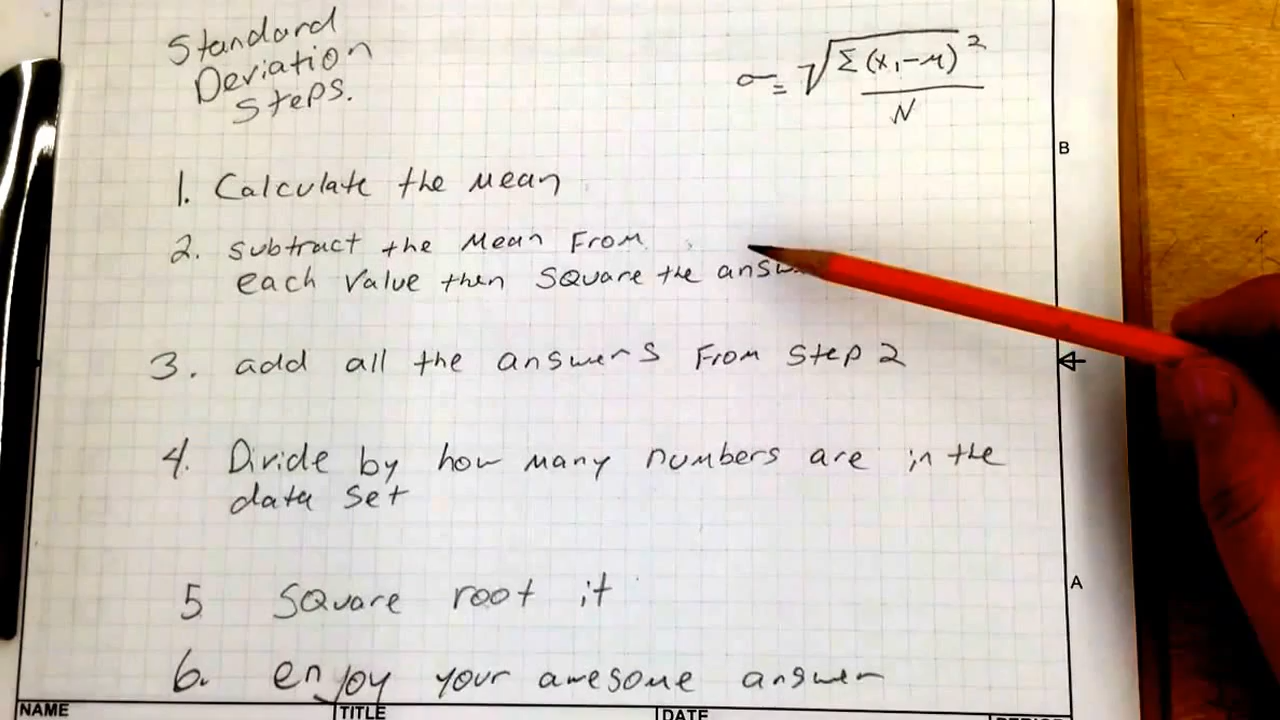 Standard
Deviation
Steps.
σ = √Σ(x₁-μ)²
N
B
1. Calculate the Mean
2. Subtract the Mean From
each Value then Square the
3. add all the answers From Step 2
4. Divide by how many numbers are in the
data Set
5 Square root it
A
6. enjoy your awesome answer
NAME
TITLE
DATE